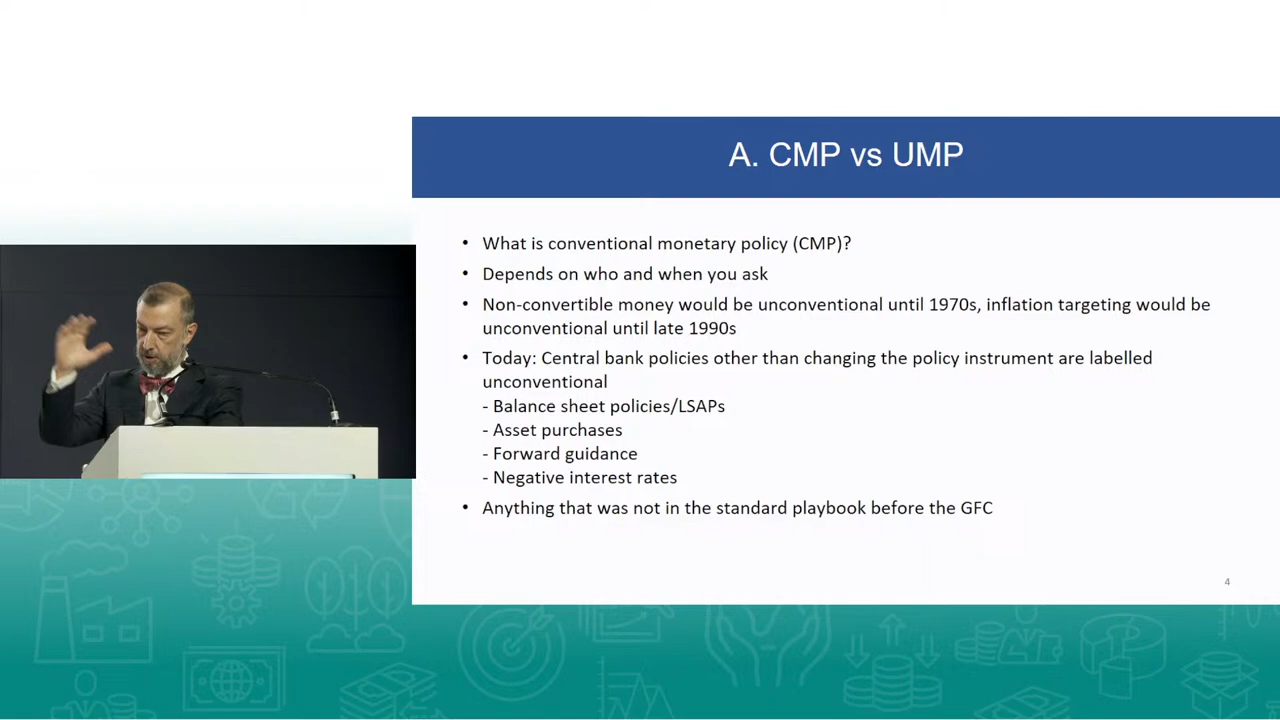 A. CMP vs UMP
• What is conventional monetary policy (CMP)?
• Depends on who and when you ask
• Non-convertible money would be unconventional until 1970s, inflation targeting would be
unconventional until late 1990s
• Today: Central bank policies other than changing the policy instrument are labelled
unconventional
- Balance sheet policies/LSAPs
- Asset purchases
- Forward guidance
- Negative interest rates
• Anything that was not in the standard playbook before the GFC
4